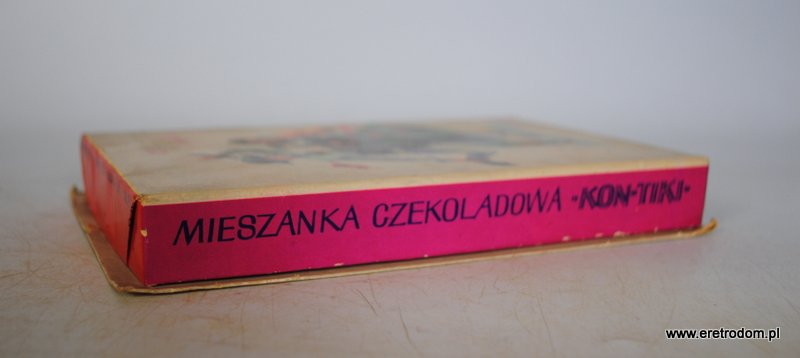 MIESZANKA CZEKOLADOWA -KON-TIKI-
www.eretrodom.pl